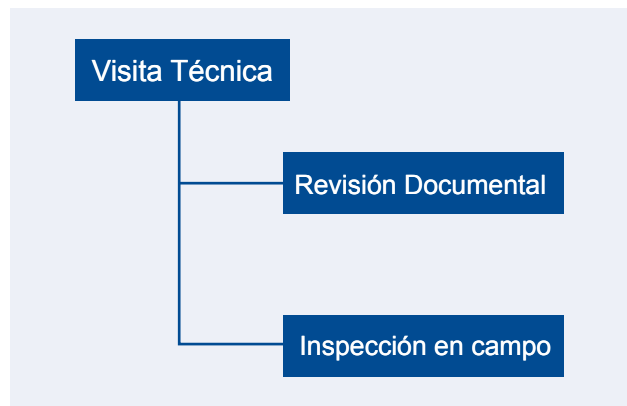 Visita Técnica
Revisión Documental
Inspección en campo